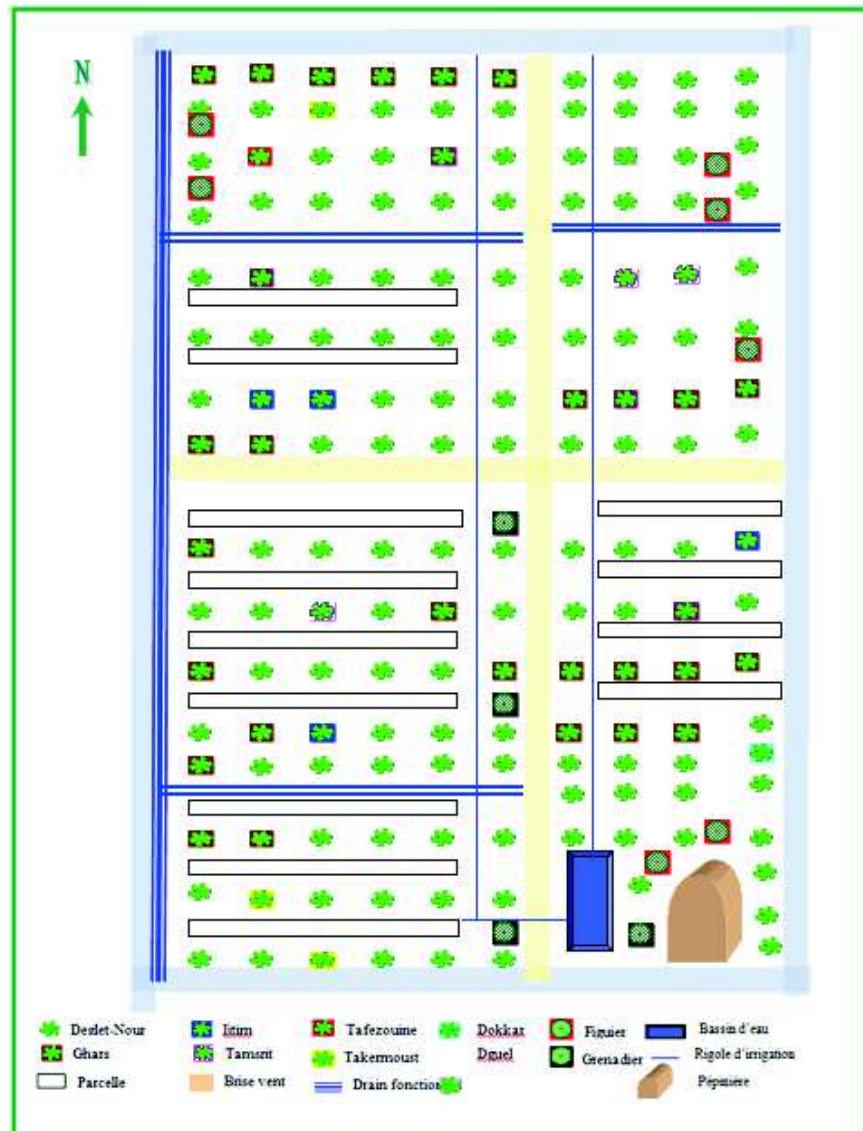 N
Deglet-Nour Itim Tafezouine Dokkar Figuier Bassin d'eau
Ghars Tamsrit Takermoust Dguel Grenadier Rigole d'irrigation
Parcelle Brise vent Drain fonctionnel Pépinière